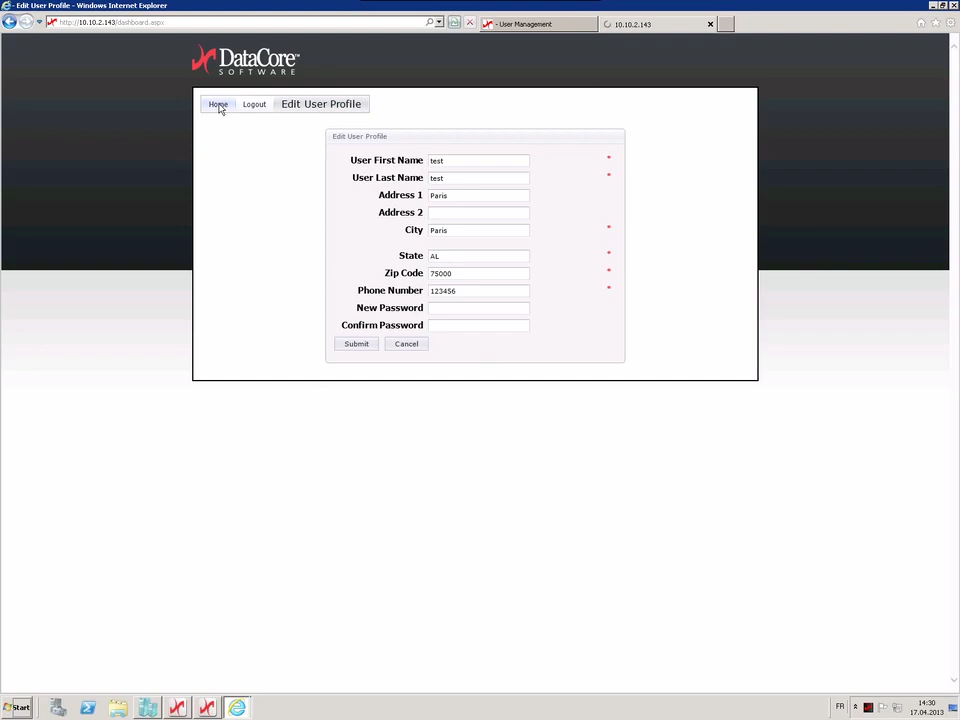 - Edit User Profile - Windows Internet Explorer
http://10.10.2.143/dashboard.aspx
- User Management
10.10.2.143
DataCore
SOFTWARE
Home
Logout
Edit User Profile
Edit User Profile
User First Name test *
User Last Name test *
Address 1 Paris
Address 2
City Paris *
State AL *
Zip Code 75000 *
Phone Number 123456 *
New Password
Confirm Password
Submit Cancel
Start
FR
14:30
17.04.2013